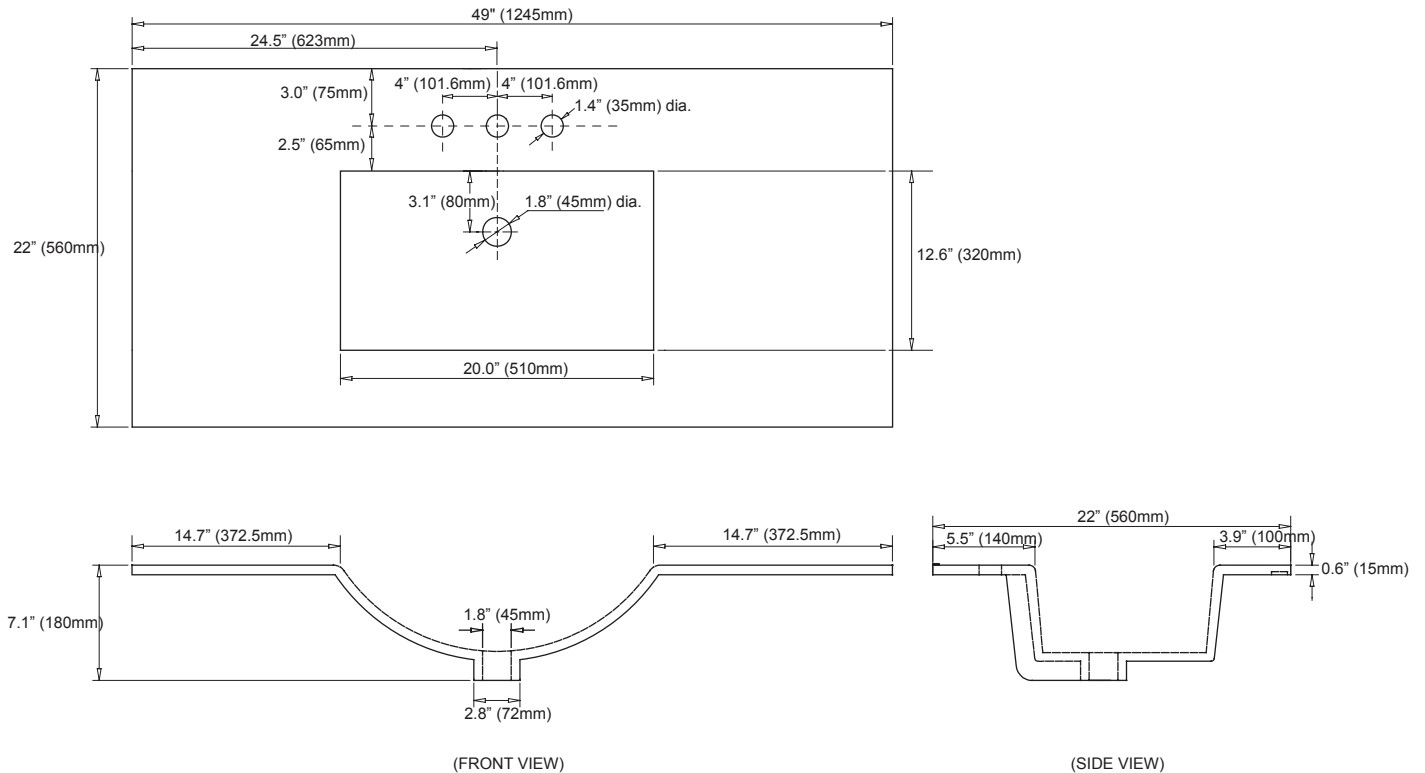 49" (1245mm)
24.5” (623mm)
3.0” (75mm)
4” (101.6mm)
4” (101.6mm)
1.4” (35mm) dia.
2.5” (65mm)
3.1” (80mm)
1.8” (45mm) dia.
22” (560mm)
12.6” (320mm)
20.0” (510mm)
14.7” (372.5mm)
14.7” (372.5mm)
22” (560mm)
5.5” (140mm)
3.9” (100mm)
0.6” (15mm)
7.1” (180mm)
1.8” (45mm)
2.8” (72mm)
(FRONT VIEW)
(SIDE VIEW)